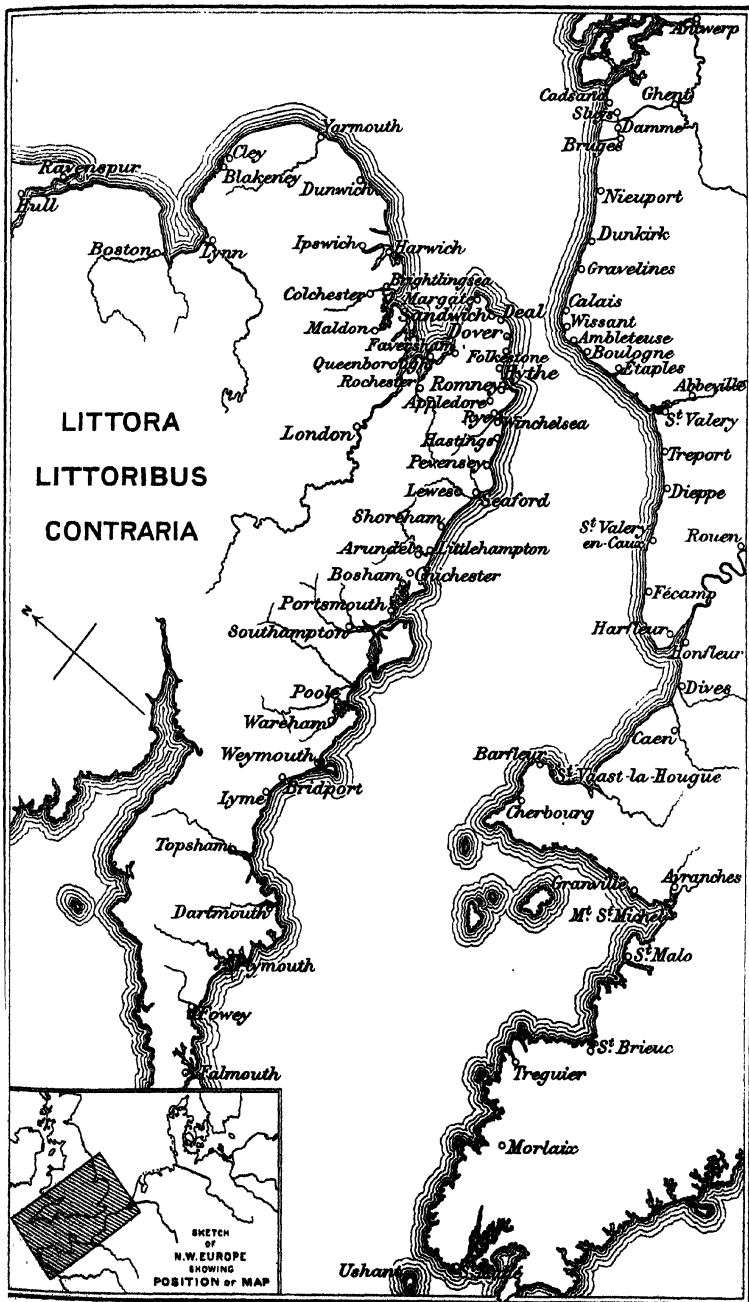 Antwerp
Cadsand
Ghent
Sluys
Damme
Bruges
Yarmouth
Cley
Blakeney
Ravenspur
Hull
Dunwich
Nieuport
Boston
Lynn
Ipswich
Harwich
Dunkirk
Gravelines
Brightlingsea
Colchester
Margate
Sandwich
Deal
Calais
Maldon
Dover
Wissant
Faversham
Ambleteuse
Queenboro
Folkestone
Boulogne
Rochester
Hythe
Etaples
Romney
Abbeville
Appledore
LITTORA
LITTORIBUS
CONTRARIA
Rye
Winchelsea
St. Valery
London
Hastings
Treport
Pevensey
Lewes
Seaford
Dieppe
Shoreham
St. Valery
en-Caux
Rouen
Arundel
Littlehampton
Bosham
Chichester
Fécamp
Portsmouth
Southampton
Harfleur
Honfleur
N
Poole
Dives
Wareham
Caen
Weymouth
Barfleur
St. Vaast-la-Hougue
Bridport
Lyme
Cherbourg
Topsham
Granville
Avranches
Dartmouth
Mt. St. Michel
Plymouth
St. Malo
Fowey
St. Brieuc
Falmouth
Treguier
Morlaix
SKETCH
OF
N.W. EUROPE
SHOWING
POSITION OF MAP
Ushant